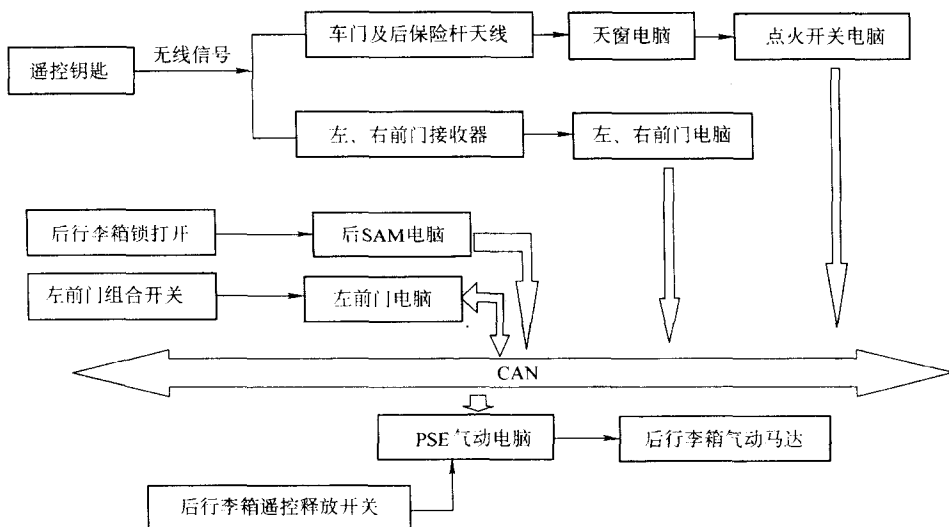 车门及后保险杆天线
天窗电脑
点火开关电脑
遥控钥匙
无线信号
左、右前门接收器
左、右前门电脑
后行李箱锁打开
后SAM电脑
左前门组合开关
左前门电脑
CAN
PSE气动电脑
后行李箱气动马达
后行李箱遥控释放开关